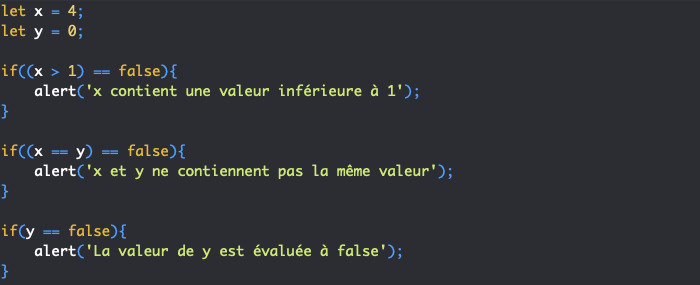 let x = 4;
let y = 0;
if((x > 1) == false){
alert('x contient une valeur inférieure à 1');
}
if((x == y) == false){
alert('x et y ne contiennent pas la même valeur');
}
if(y == false){
alert('La valeur de y est évaluée à false');
}